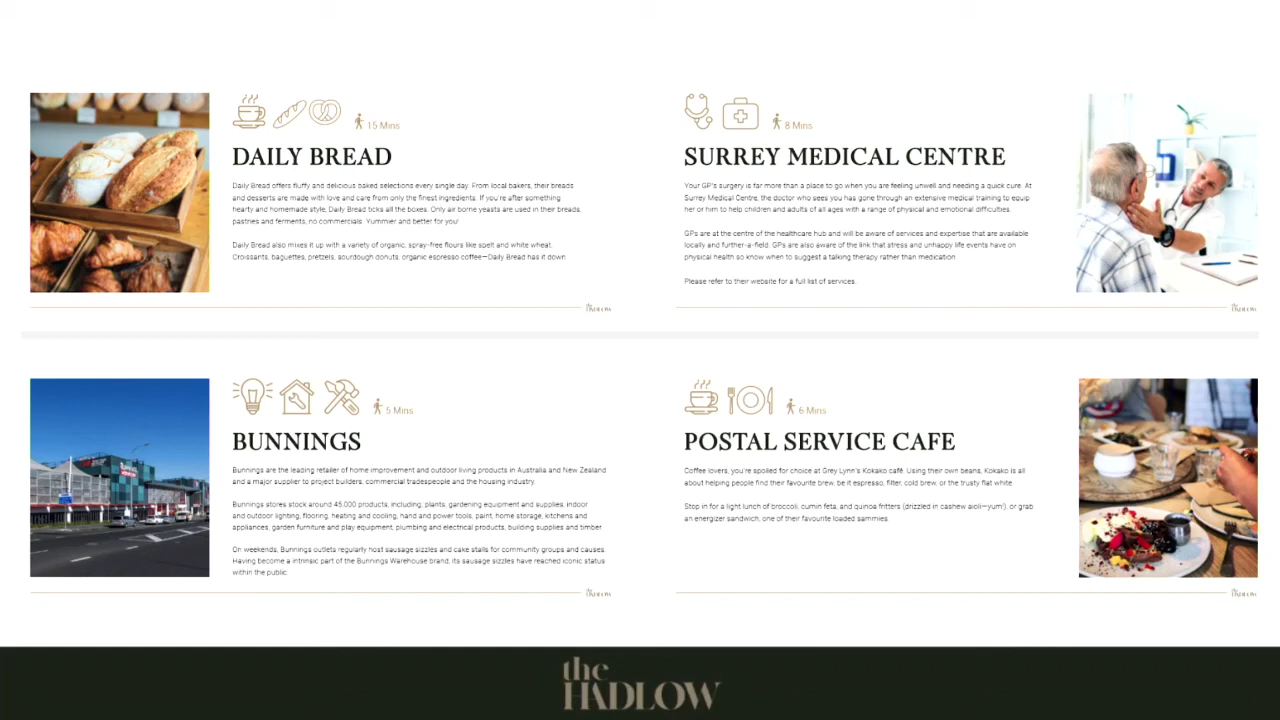 15 Mins
DAILY BREAD
Daily Bread offers fluffy and delicious baked selections every single day. From local bakers, their breads
and desserts are made with love and care from only the finest ingredients. If you're after something
hearty and homemade style, Daily Bread ticks all the boxes. Only air borne yeasts are used in their breads,
pastries and ferments, no commercials. Yummier and better for you!
Daily Bread also mixes it up with a variety of organic, spray-free flours like spelt and white wheat.
Croissants, baguettes, pretzels, sourdough donuts, organic espresso coffee—Daily Bread has it down
the HADLOW
8 Mins
SURREY MEDICAL CENTRE
Your GP's surgery is far more than a place to go when you are feeling unwell and needing a quick cure. At
Surrey Medical Centre, the doctor who sees you has gone through an extensive medical training to equip
her or him to help children and adults of all ages with a range of physical and emotional difficulties.
GPs are at the centre of the healthcare hub and will be aware of services and expertise that are available
locally and further-a-field. GPs are also aware of the link that stress and unhappy life events have on
physical health so know when to suggest a talking therapy rather than medication
Please refer to their website for a full list of services.
the HADLOW
5 Mins
BUNNINGS
Bunnings are the leading retailer of home improvement and outdoor living products in Australia and New Zealand
and a major supplier to project builders, commercial tradespeople and the housing industry.
Bunnings stores stock around 45,000 products, including, plants, gardening equipment and supplies, indoor
and outdoor lighting, flooring, heating and cooling, hand and power tools, paint, home storage, kitchens and
appliances, garden furniture and play equipment, plumbing and electrical products, building supplies and timber.
On weekends, Bunnings outlets regularly host sausage sizzles and cake stalls for community groups and causes.
Having become a intrinsic part of the Bunnings Warehouse brand, its sausage sizzles have reached iconic status
within the public.
the HADLOW
6 Mins
POSTAL SERVICE CAFE
Coffee lovers, you're spoiled for choice at Grey Lynn's Kokako café. Using their own beans, Kokako is all
about helping people find their favourite brew, be it espresso, filter, cold brew, or the trusty flat white
Stop in for a light lunch of broccoli, cumin feta, and quinoa fritters (drizzled in cashew aioli—yum!), or grab
an energizer sandwich, one of their favourite loaded sammies.
the HADLOW
the
HADLOW